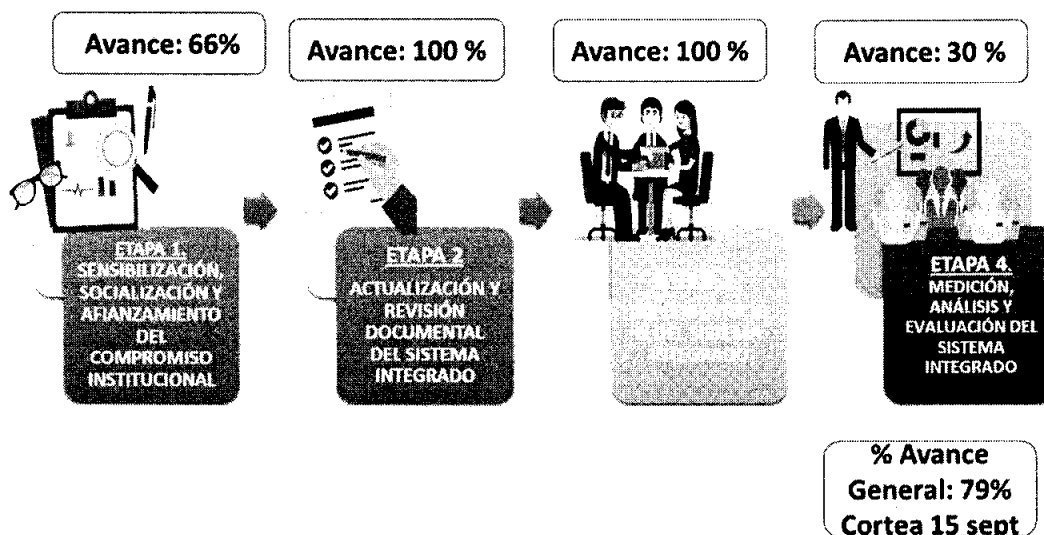 Avance: 66%
Avance: 100 %
Avance: 100 %
Avance: 30 %
ETAPA 1.
SENSIBILIZACIÓN,
SOCIALIZACIÓN Y
AFIANZAMIENTO
DEL
COMPROMISO
INSTITUCIONAL
ETAPA 2
ACTUALIZACIÓN Y
REVISIÓN
DOCUMENTAL
DEL SISTEMA
INTEGRADO
INTEGRADO
ETAPA 4.
MEDICIÓN,
ANÁLISIS Y
EVALUACIÓN DEL
SISTEMA
INTEGRADO
% Avance
General: 79%
Cortea 15 sept